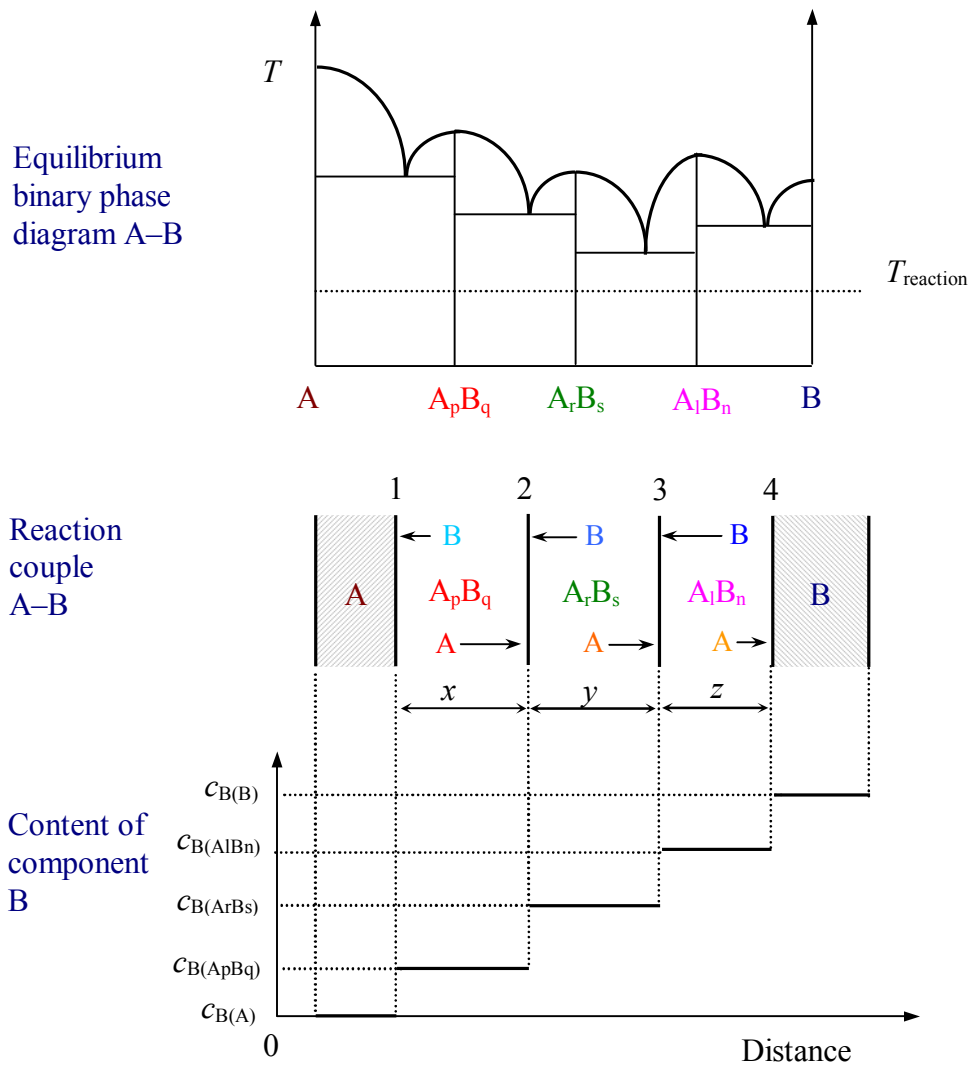 T
Equilibrium
binary phase
diagram A–B
T reaction
A
ApBq
ArBs
AlBn
B
1
2
3
4
Reaction
couple
A–B
B
B
B
A
ApBq
ArBs
AlBn
B
A
A
A
x
y
z
Content of
component
B
cB(B)
cB(AlBn)
cB(ArBs)
cB(ApBq)
cB(A)
0
Distance